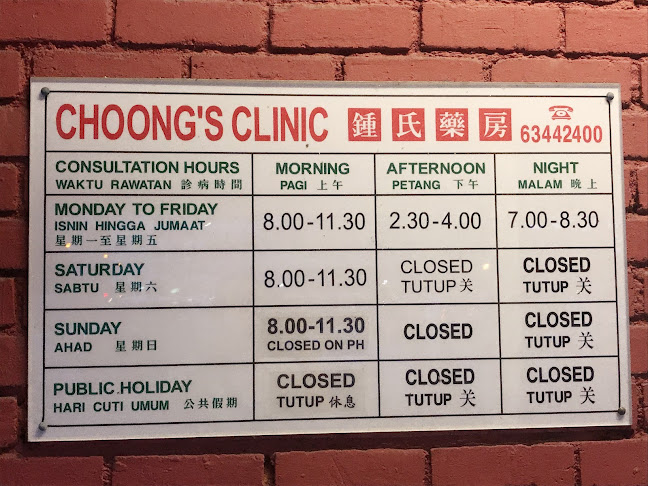 CHOONG'S CLINIC 鍾氏藥房 ☎ 63442400
CONSULTATION HOURS MORNING AFTERNOON NIGHT
WAKTU RAWATAN 診病時間 PAGI 上午 PETANG 下午 MALAM 晚上
MONDAY TO FRIDAY
ISNIN HINGGA JUMAAT
星期一至星期五
8.00-11.30 2.30-4.00 7.00-8.30
SATURDAY
SABTU 星期六
8.00-11.30
CLOSED
TUTUP 关
CLOSED
TUTUP 关
SUNDAY
AHAD 星期日
8.00-11.30
CLOSED ON PH
CLOSED
CLOSED
TUTUP 关
PUBLIC.HOLIDAY
HARI CUTI UMUM 公共假期
CLOSED
TUTUP 休息
CLOSED
TUTUP 关
CLOSED
TUTUP 关